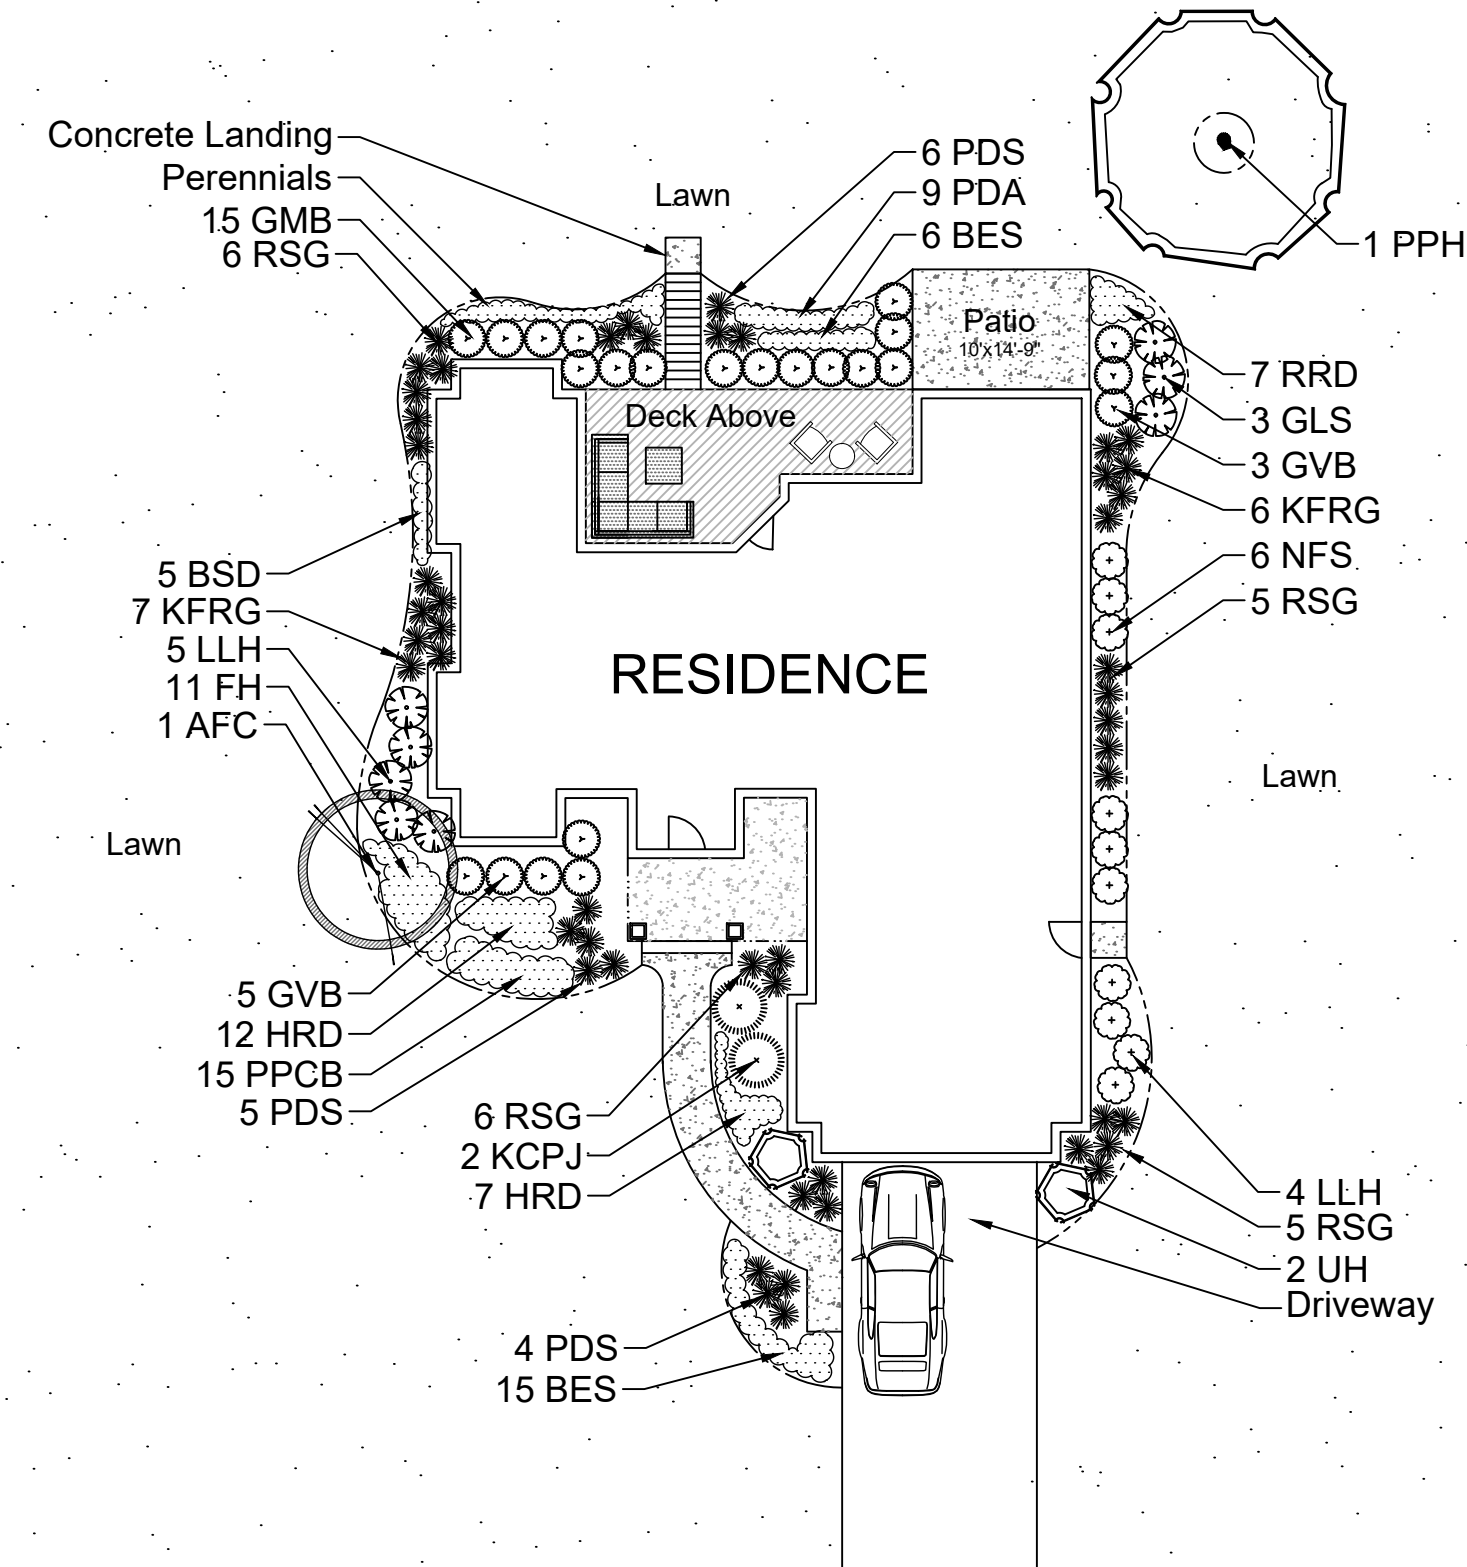 Concrete Landing
Perennials
15 GMB
6 RSG
Lawn
6 PDS
9 PDA
6 BES
1 PPH
Patio
10'x14'-9"
Deck Above
7 RRD
3 GLS
3 GVB
6 KFRG
6 NFS
5 RSG
5 BSD
7 KFRG
5 LLH
11 FH
1 AFC
RESIDENCE
Lawn
Lawn
5 GVB
12 HRD
15 PPCB
5 PDS
6 RSG
2 KCPJ
7 HRD
4 LLH
5 RSG
2 UH
Driveway
4 PDS
15 BES